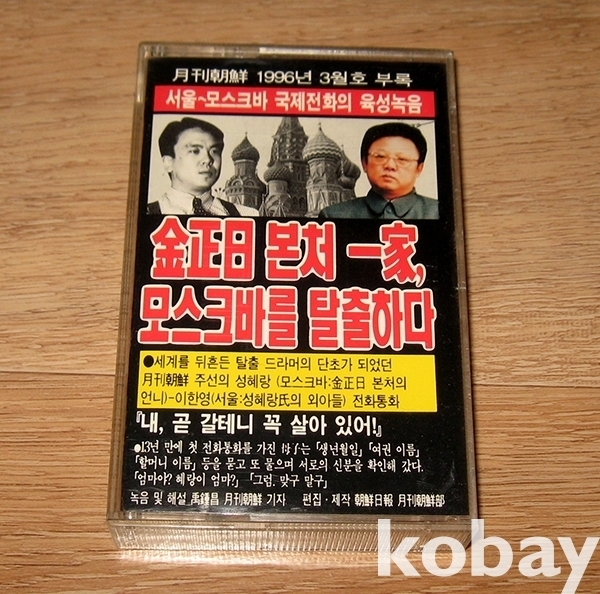 月刊朝鮮 1996년 3월호 부록
서울~모스크바 국제전화의 육성녹음
金正日 본처 一家,
모스크바를 탈출하다
●세계를 뒤흔든 탈출 드라머의 단초가 되었던
月刊朝鮮 주선의 성혜랑 (모스크바:金正日 본처의
언니)-이한영(서울:성혜랑氏의 외아들) 전화통화
『내, 곧 갈테니 꼭 살아 있어!』
●13년 만에 첫 전화통화를 가진 母子는 「생년월일」 「여권 이름」
「할머니 이름」 등을 묻고 또 물으며 서로의 신분을 확인해 갔다.
「엄마야? 혜랑이 엄마?」 「그럼, 맞구 말구」
녹음 및 해설 禹鍾昌 月刊朝鮮 기자 편집·제작 朝鮮日報 月刊朝鮮部
kobay